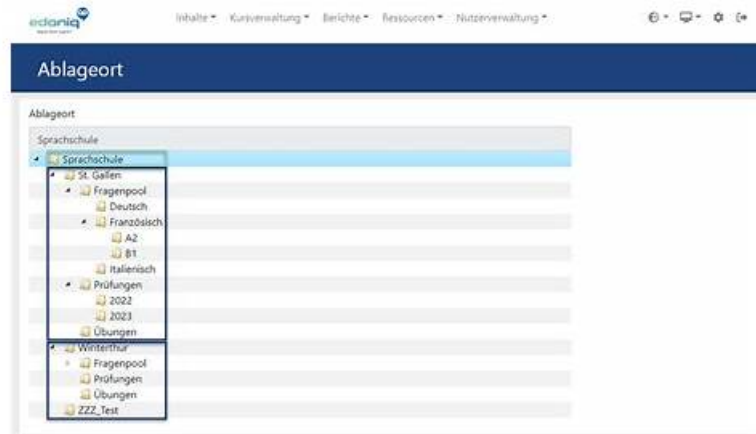 edaniq
Inhalte Kursverwaltung Berichte Ressourcen Nutzerverwaltung
Ablageort
Ablageort
Sprachschule
Sprachschule
St. Gallen
Fragenpool
Deutsch
Französisch
A2
B1
Italienisch
Prüfungen
2022
2023
Übungen
Winterthur
Fragenpool
Prüfungen
Übungen
ZZZ_Test